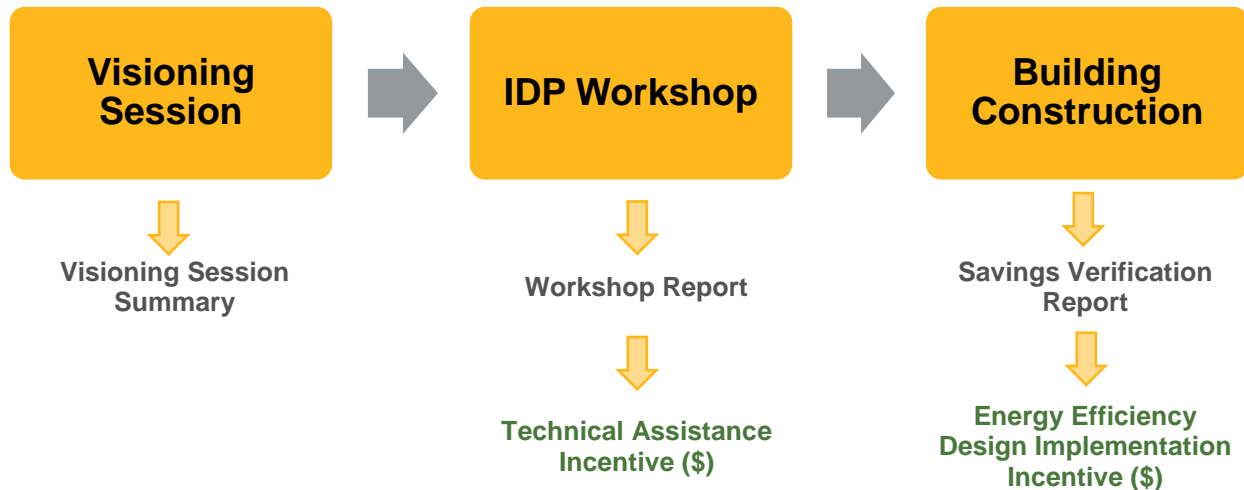 Visioning
Session
IDP Workshop
Building
Construction
Visioning Session
Summary
Workshop Report
Savings Verification
Report
Technical Assistance
Incentive ($)
Energy Efficiency
Design Implementation
Incentive ($)